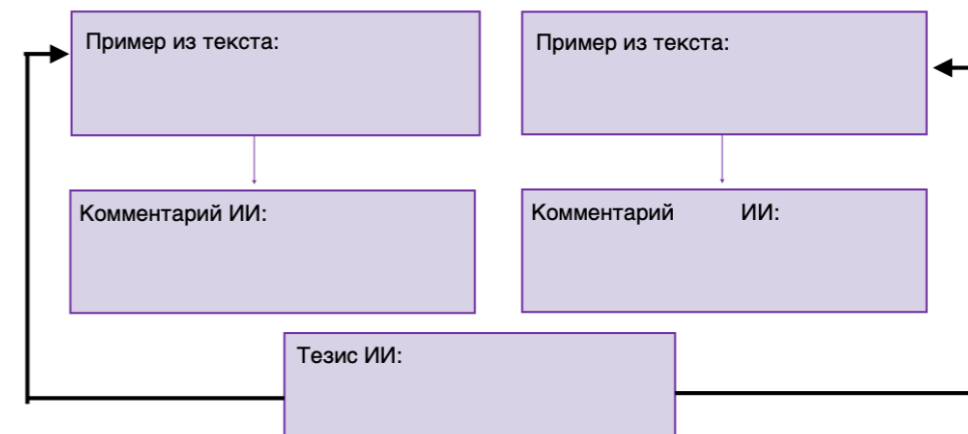 Пример из текста:
Пример из текста:
Комментарий ИИ:
Комментарий ИИ:
Тезис ИИ: